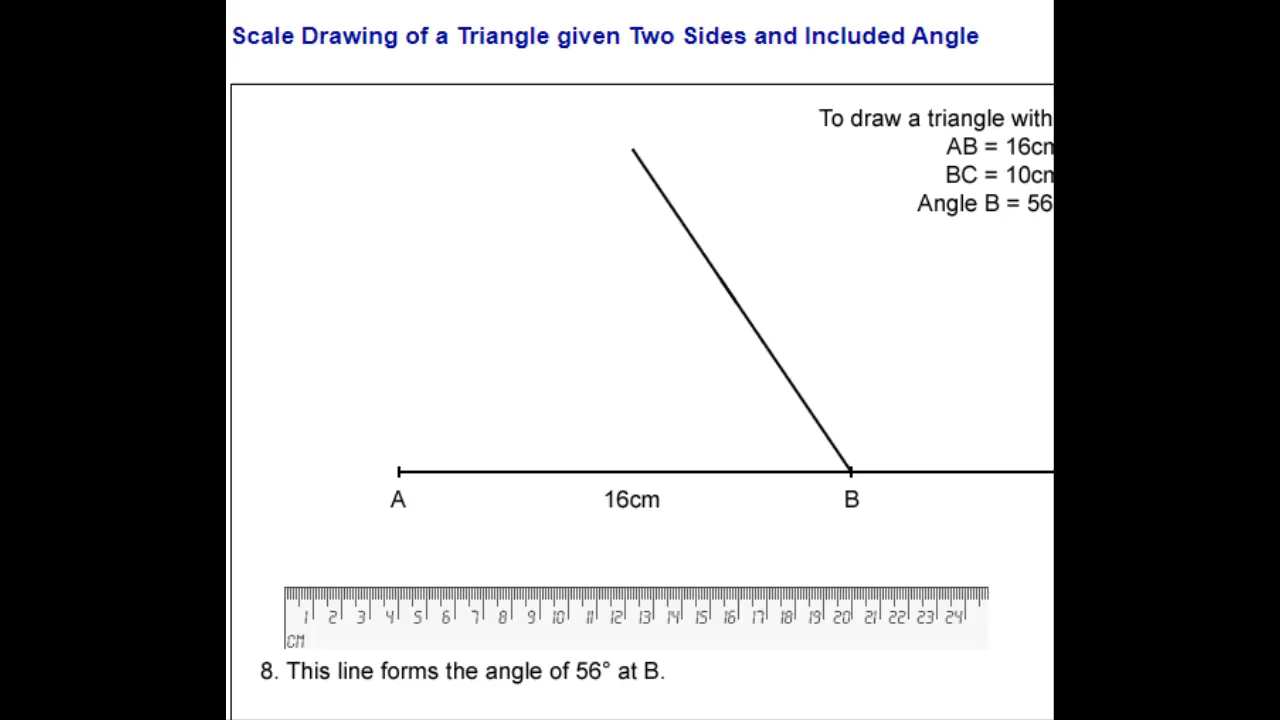 Scale Drawing of a Triangle given Two Sides and Included Angle
To draw a triangle with
AB = 16cm
BC = 10cm
Angle B = 56
A 16cm B
1 2 3 4 5 6 7 8 9 10 11 12 13 14 15 16 17 18 19 20 21 22 23 24
CM
8. This line forms the angle of 56° at B.